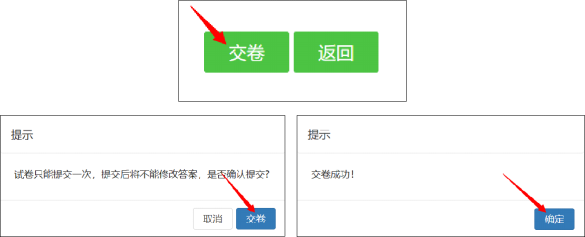 交卷 返回
提示
试卷只能提交一次，提交后将不能修改答案，是否确认提交？
取消 交卷
提示
交卷成功！
确定